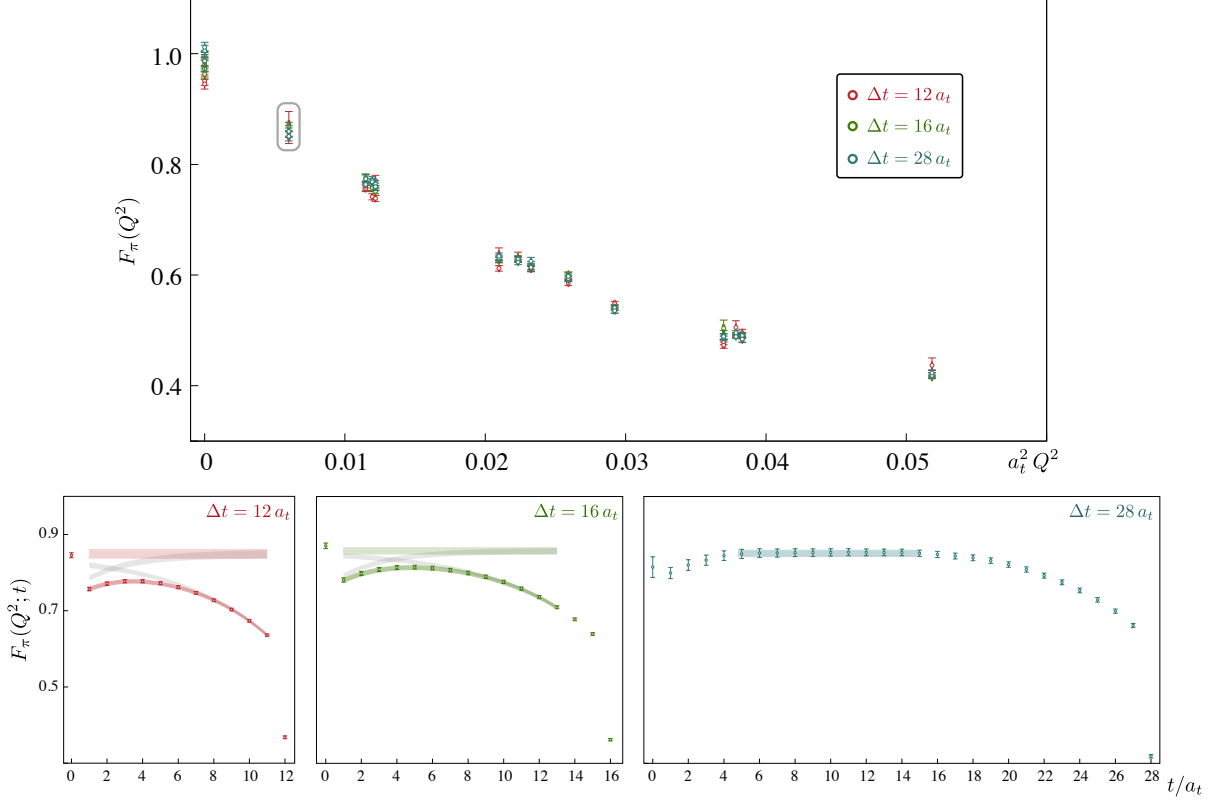 1.0
0.8
0.6
0.4
F_π(Q²)
Δt = 12 a_t
Δt = 16 a_t
Δt = 28 a_t
0 0.01 0.02 0.03 0.04 0.05 a_t² Q²
Δt = 12 a_t
Δt = 16 a_t
Δt = 28 a_t
0.9
0.7
0.5
F_π(Q²; t)
0 2 4 6 8 10 12
0 2 4 6 8 10 12 14 16
0 2 4 6 8 10 12 14 16 18 20 22 24 26 28
t/a_t